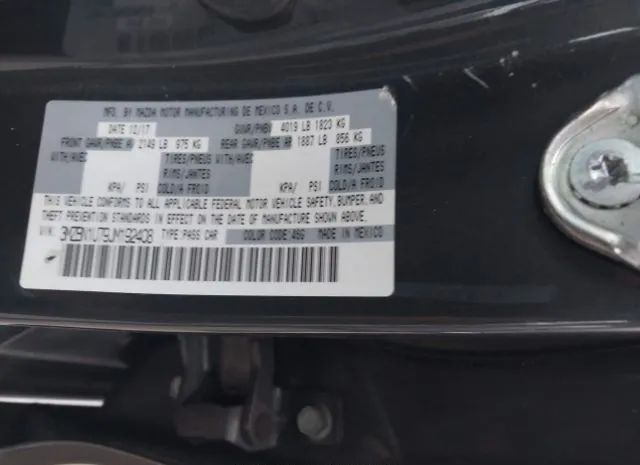 MFG. BY MAZDA MOTOR MANUFACTURING DE MEXICO S.A. DE C.V.
DATE 12/17 GVWR/PNBV 4019 LB 1823 KG
FRONT GAWR/PNBE AV 2149 LB 975 KG REAR GAWR/PNBE AR 1887 LB 856 KG
WITH/AVEC TIRES/PNEUS WITH/AVEC TIRES/PNEUS
RIMS/JANTES RIMS/JANTES
KPA/ PSI COLD/A FROID KPA/ PSI COLD/A FROID
THIS VEHICLE CONFORMS TO ALL APPLICABLE FEDERAL MOTOR VEHICLE SAFETY, BUMPER, AND
THEFT PREVENTION STANDARDS IN EFFECT ON THE DATE OF MANUFACTURE SHOWN ABOVE.
VIN: 3MZBN1U79JM192408 TYPE: PASS CAR COLOR CODE: 46G MADE IN MEXICO